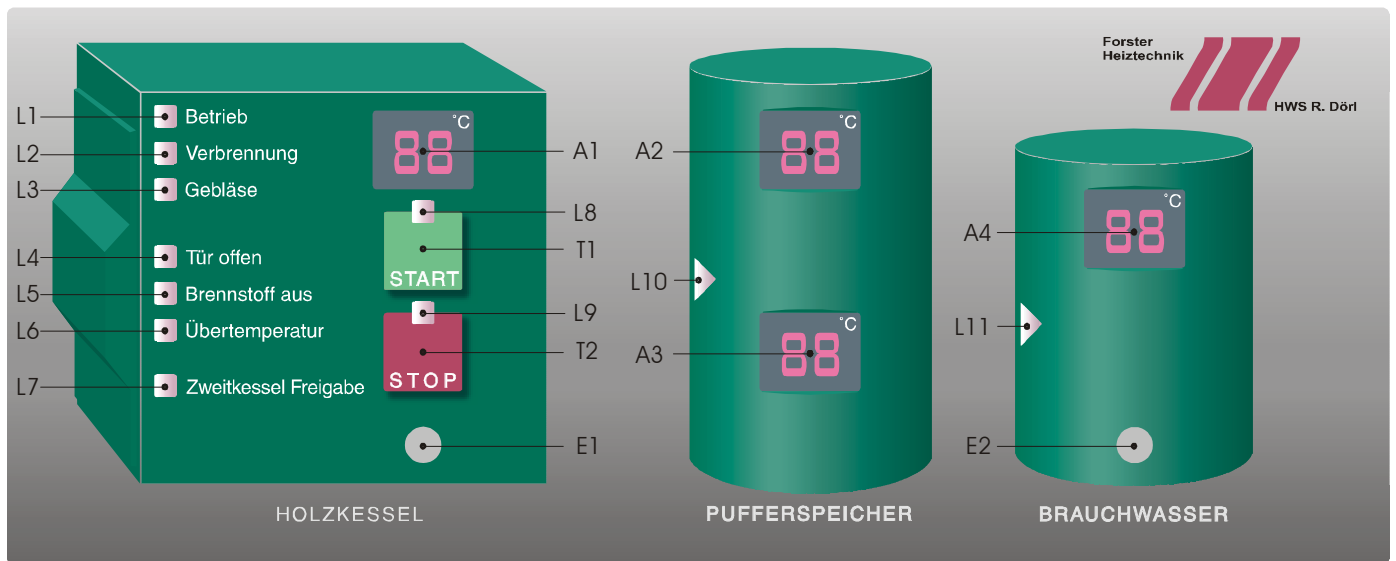 Forster
Heiztechnik
HWS R. Dörl
L1
Betrieb
L2
Verbrennung
L3
Gebläse
L4
Tür offen
L5
Brennstoff aus
L6
Übertemperatur
L7
Zweitkessel Freigabe
88 °C
A1
L8
T1
START
L9
T2
STOP
E1
HOLZKESSEL
A2
88 °C
L10
A3
88 °C
PUFFERSPEICHER
A4
88 °C
L11
E2
BRAUCHWASSER